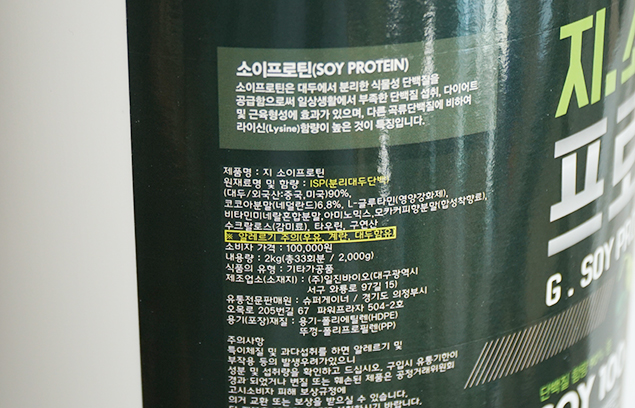 소이프로틴(SOY PROTEIN)
소이프로틴은 대두에서 분리한 식물성 단백질을
공급함으로써 일상생활에서 부족한 단백질 섭취, 다이어트
및 근육형성에 효과가 있으며, 다른 곡류단백질에 비하여
라이신(Lysine)함량이 높은 것이 특징입니다.
제품명 : 지 소이프로틴
원재료명 및 함량 : ISP(분리대두단백)
(대두/외국산:중국,미국)90%,
코코아분말(네덜란드)6.8%, L-글루타민(영양강화제),
비타민미네랄혼합분말,아미노믹스,모카커피향분말(합성착향료),
수크랄로스(감미료), 타우린, 구연산
※ 알레르기 주의(우유, 계란, 대두함유
소비자 가격 : 100,000원
내용량 : 2kg(총33회분 / 2,000g)
식품의 유형 : 기타가공품
제조업소(소재지) : (주)일진바이오(대구광역시
서구 와룡로 97길 15)
유통전문판매원 : 슈퍼게이너 / 경기도 의정부시
오목로 205번길 67 파워프라자 504-2호
용기(포장)재질 : 용기-폴리에틸렌(HDPE)
뚜껑-폴리프로필렌(PP)
주의사항
특이체질 및 과다섭취를 하면 알레르기 및
부작용 등의 발생우려가있으니
성분 및 섭취량을 확인하고 드십시오, 구입시 유통기한이
경과 되었거나 변질 또는 훼손된 제품은 공정거래위원회
고시소비자 피해 보상규정에
의거 교환 또는 보상을 받으실 수 있습니다.
지.
프
G . SOY
단백질
100